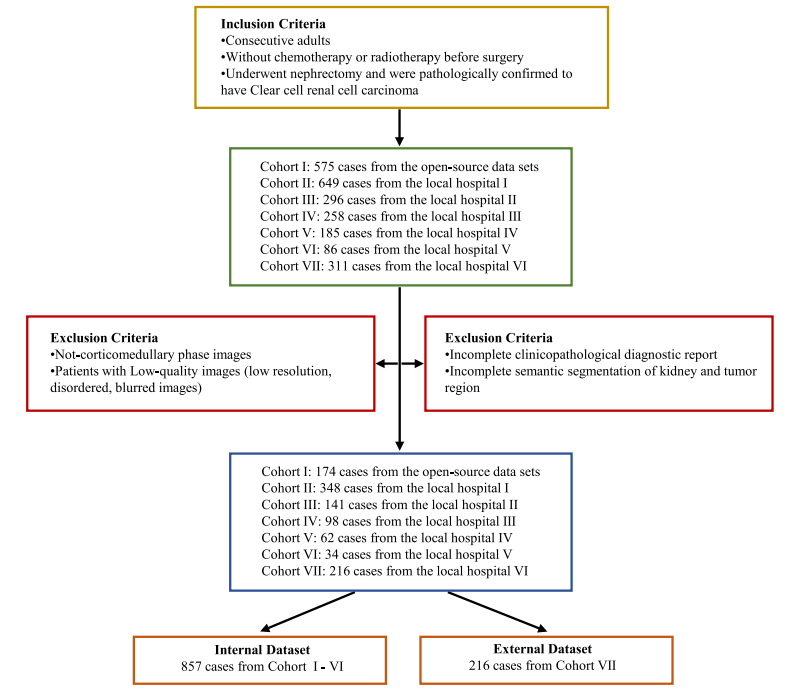 Inclusion Criteria
•Consecutive adults
•Without chemotherapy or radiotherapy before surgery
•Underwent nephrectomy and were pathologically confirmed to
have Clear cell renal cell carcinoma
Cohort I: 575 cases from the open-source data sets
Cohort II: 649 cases from the local hospital I
Cohort III: 296 cases from the local hospital II
Cohort IV: 258 cases from the local hospital III
Cohort V: 185 cases from the local hospital IV
Cohort VI: 86 cases from the local hospital V
Cohort VII: 311 cases from the local hospital VI
Exclusion Criteria
•Not-corticomedullary phase images
•Patients with Low-quality images (low resolution,
disordered, blurred images)
Exclusion Criteria
•Incomplete clinicopathological diagnostic report
•Incomplete semantic segmentation of kidney and tumor
region
Cohort I: 174 cases from the open-source data sets
Cohort II: 348 cases from the local hospital I
Cohort III: 141 cases from the local hospital II
Cohort IV: 98 cases from the local hospital III
Cohort V: 62 cases from the local hospital IV
Cohort VI: 34 cases from the local hospital V
Cohort VII: 216 cases from the local hospital VI
Internal Dataset
857 cases from Cohort I - VI
External Dataset
216 cases from Cohort VII